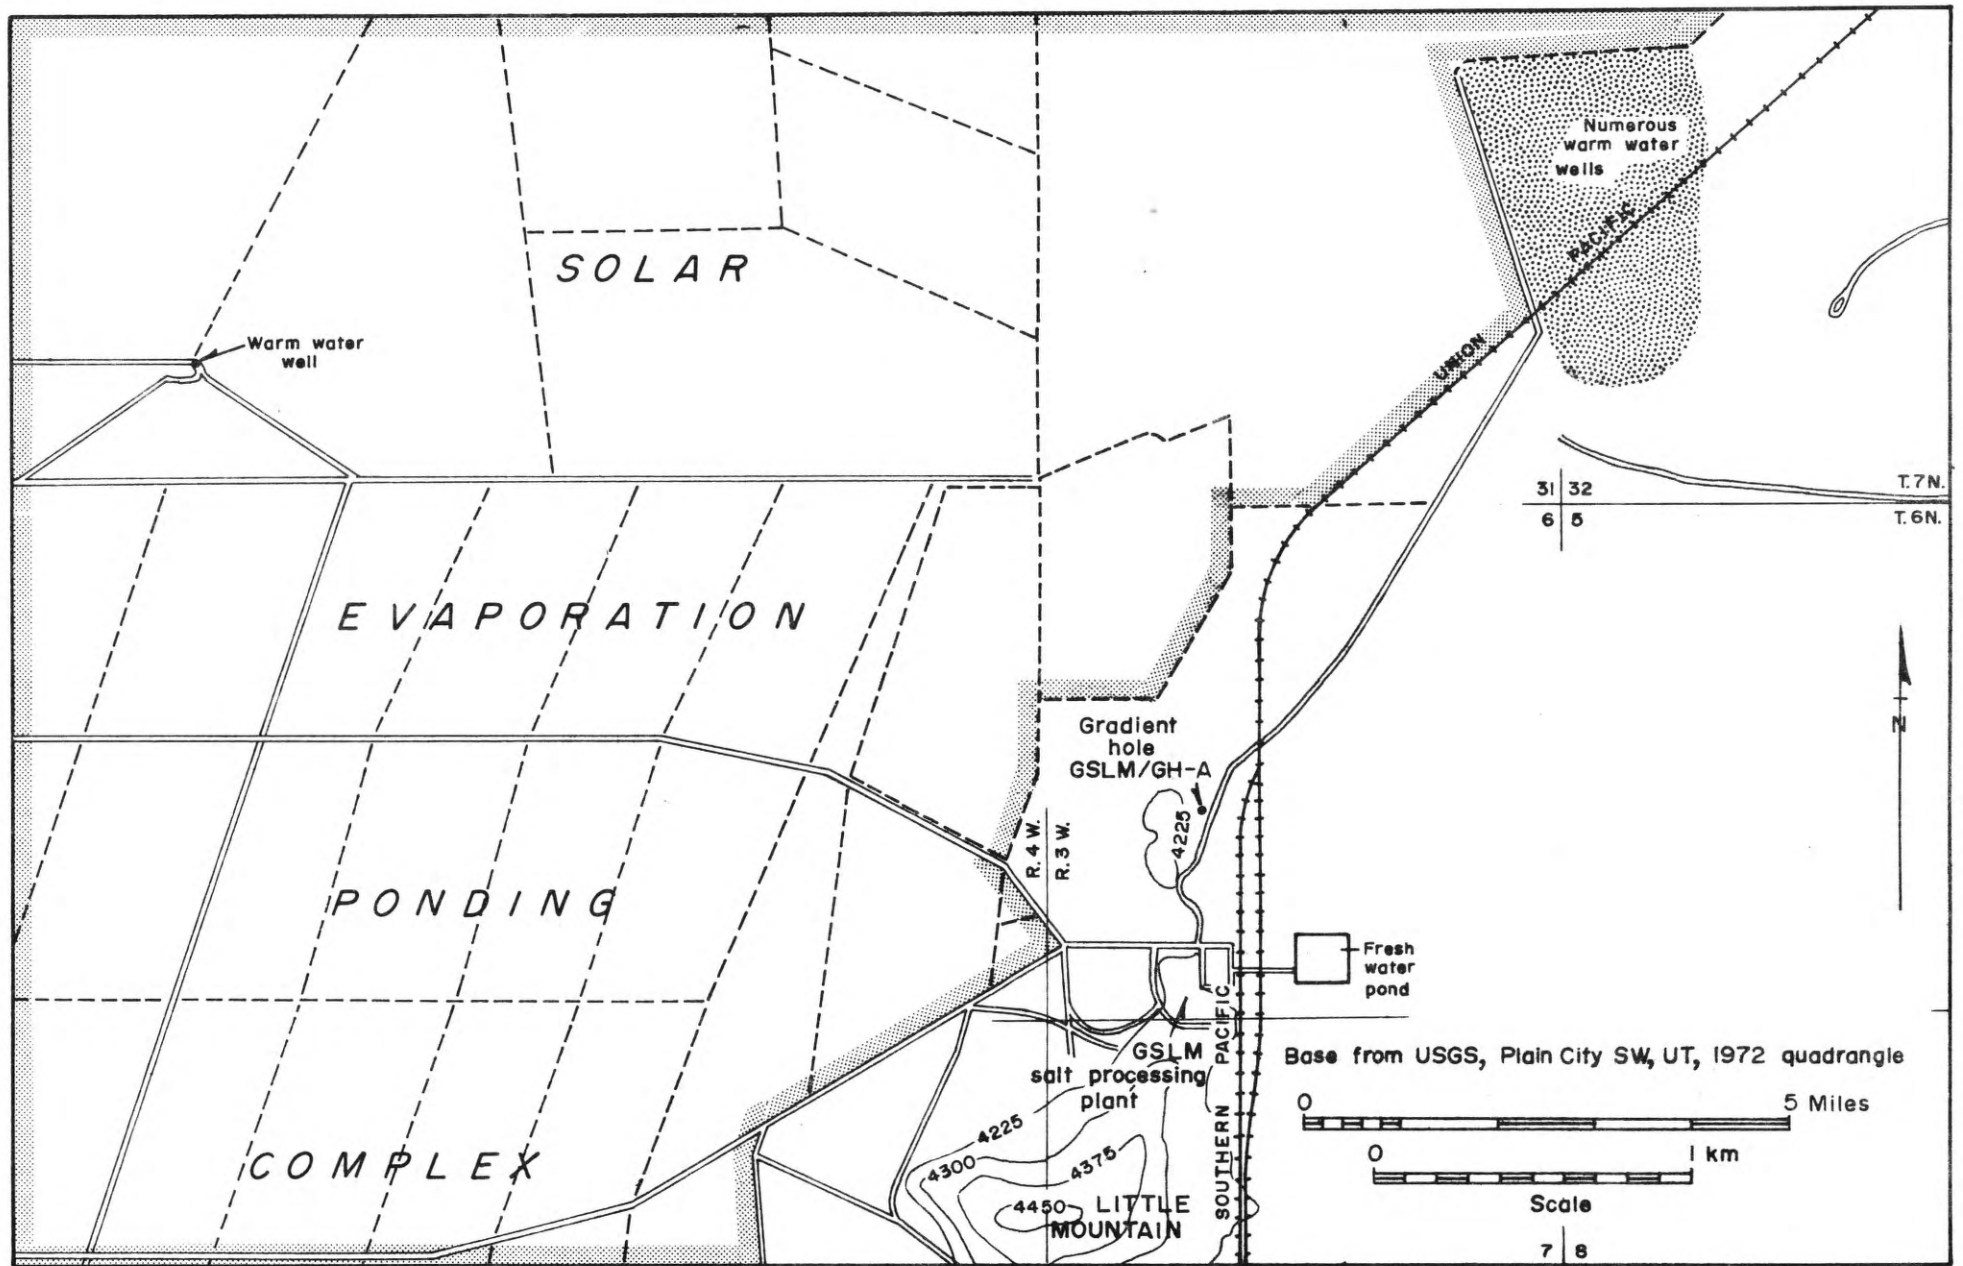 Numerous
warm water
wells
UNION PACIFIC
SOLAR
Warm water
well
T. 7N.
31 32
6 5
T. 6N.
EVAPORATION
N
Gradient
hole
GSLM/GH-A
4225
R. 4 W.
R. 3 W.
PONDING
Fresh
water
pond
SOUTHERN PACIFIC
GSLM
salt processing
plant
Base from USGS, Plain City SW, UT, 1972 quadrangle
0 5 Miles
0 1 km
Scale
COMPLEX
4225
4300
4375
4450
LITTLE
MOUNTAIN
7 8